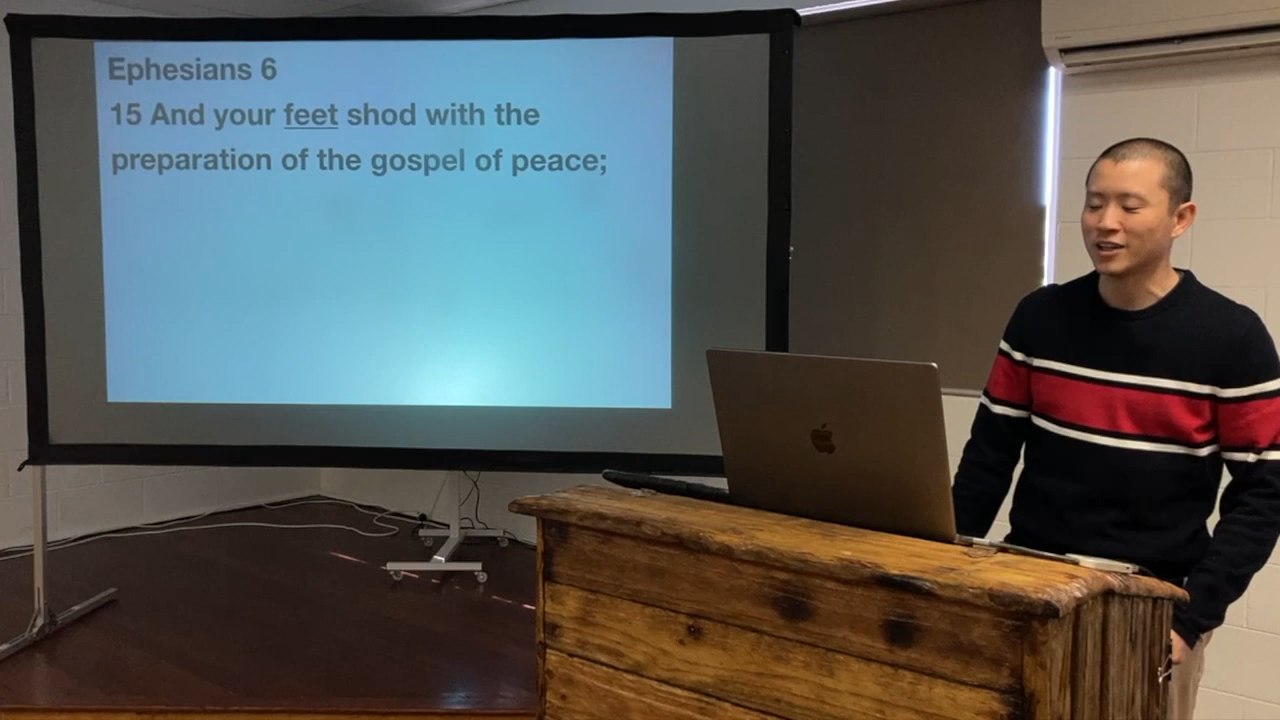 Ephesians 6
15 And your feet shod with the
preparation of the gospel of peace;